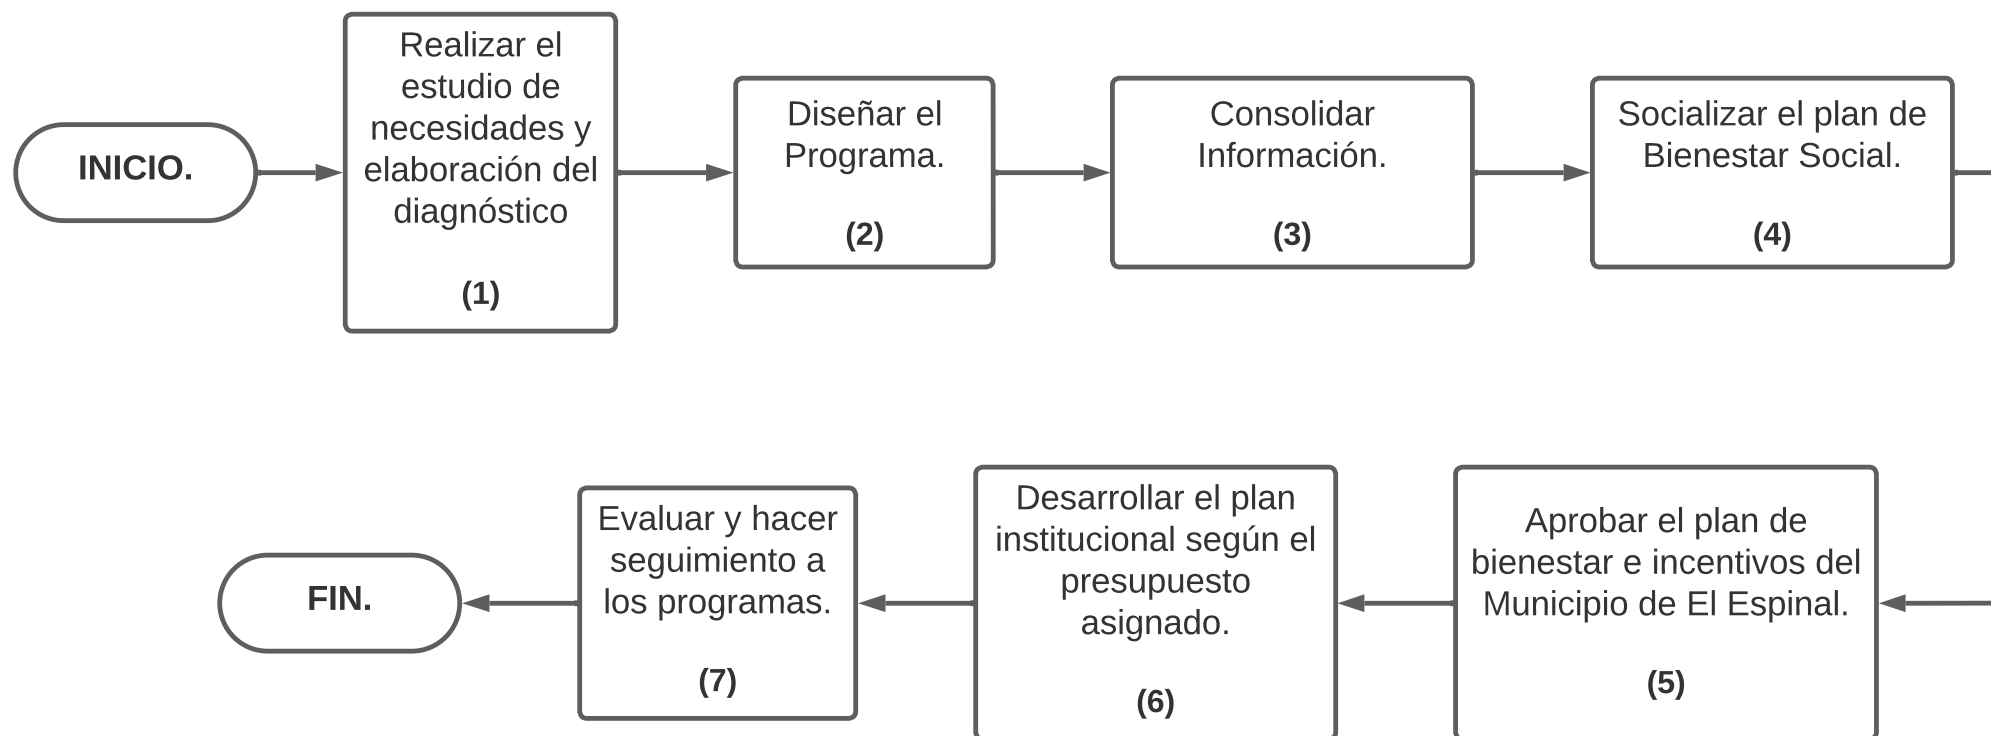 INICIO.
Realizar el
estudio de
necesidades y
elaboración del
diagnóstico
(1)
Diseñar el
Programa.
(2)
Consolidar
Información.
(3)
Socializar el plan de
Bienestar Social.
(4)
Aprobar el plan de
bienestar e incentivos del
Municipio de El Espinal.
(5)
Desarrollar el plan
institucional según el
presupuesto
asignado.
(6)
Evaluar y hacer
seguimiento a
los programas.
(7)
FIN.